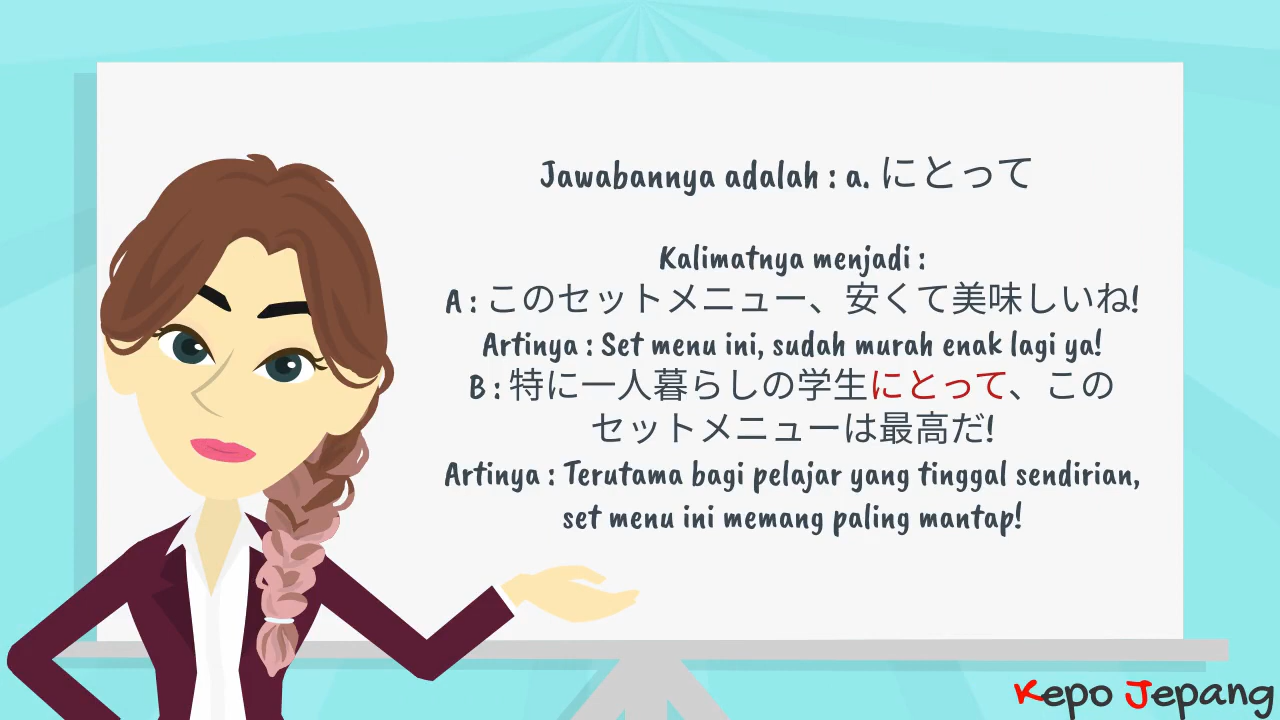 Jawabannya adalah : a. にとって
Kalimatnya menjadi :
A : このセットメニュー、安くて美味しいね!
Artinya : Set menu ini, sudah murah enak lagi ya!
B : 特に一人暮らしの学生にとって、この
セットメニューは最高だ!
Artinya : Terutama bagi pelajar yang tinggal sendirian,
set menu ini memang paling mantap!
Kepo Jepang